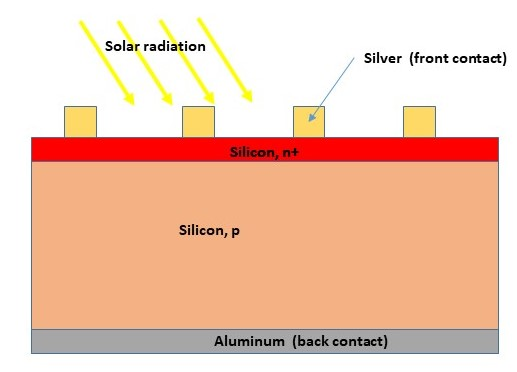 Solar radiation
Silver (front contact)
Silicon, n+
Silicon, p
Aluminum (back contact)